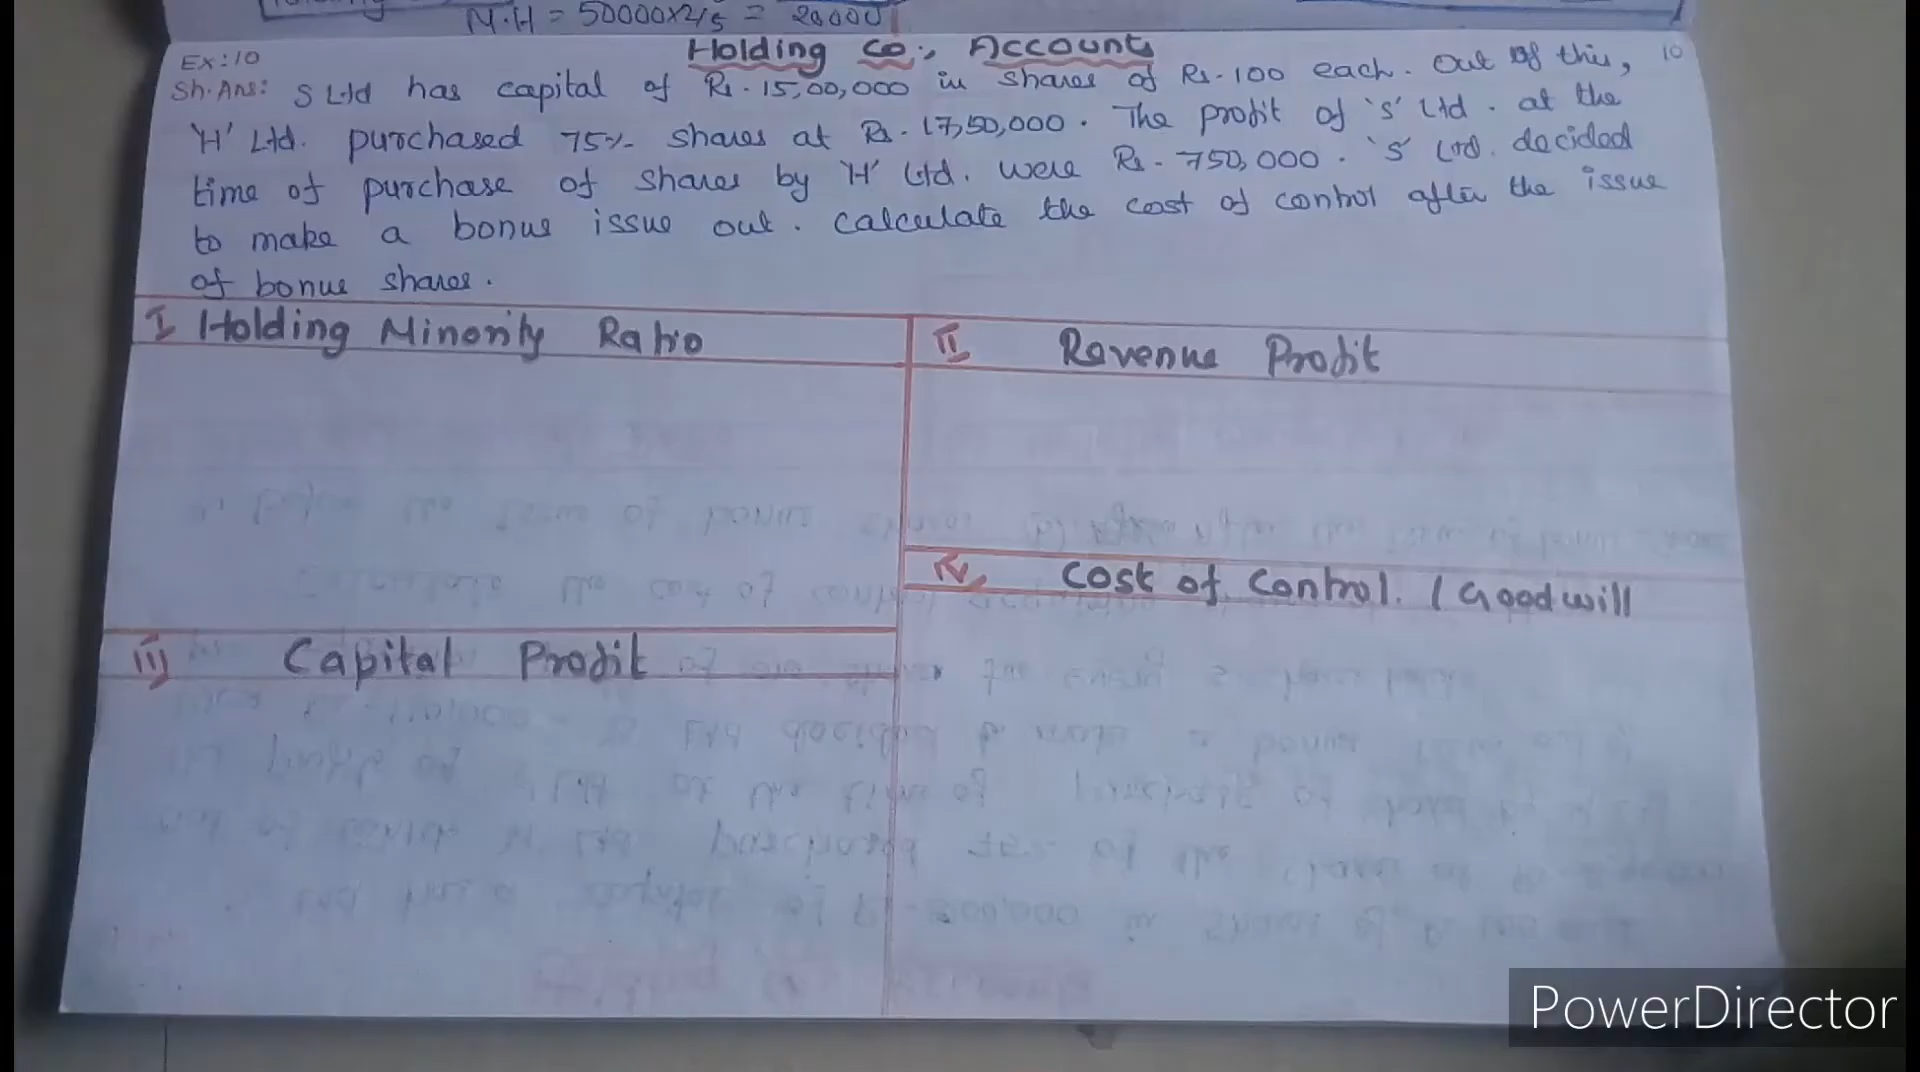 M.H = 50000x2/5 = 20000
Holding Co:, Accounts
Ex:10
10
Sh.Ans: S Ltd has capital of Rs.15,00,000 in shares of Rs.100 each. Out of this,
'H' Ltd. purchased 75% shares at Rs.17,50,000. The profit of 'S' Ltd. at the
time of purchase of shares by 'H' Ltd. were Rs.750,000. 'S' Ltd. decided
to make a bonus issue out. calculate the cost of control after the issue
of bonus shares.
I Holding Minority Ratio
II Revenue Profit
IV Cost of Control. / Goodwill
III Capital Profit
PowerDirector